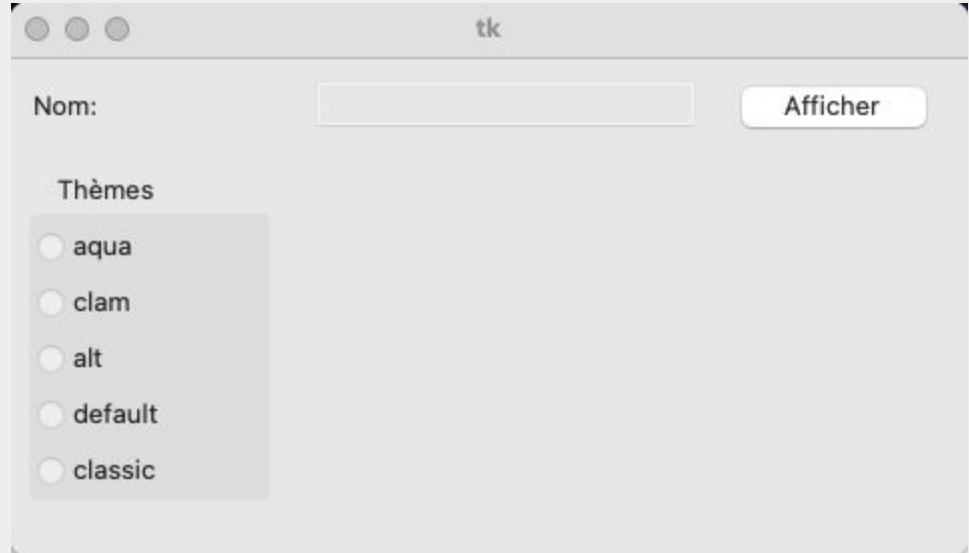 tk
Nom: Afficher
Thèmes
aqua
clam
alt
default
classic